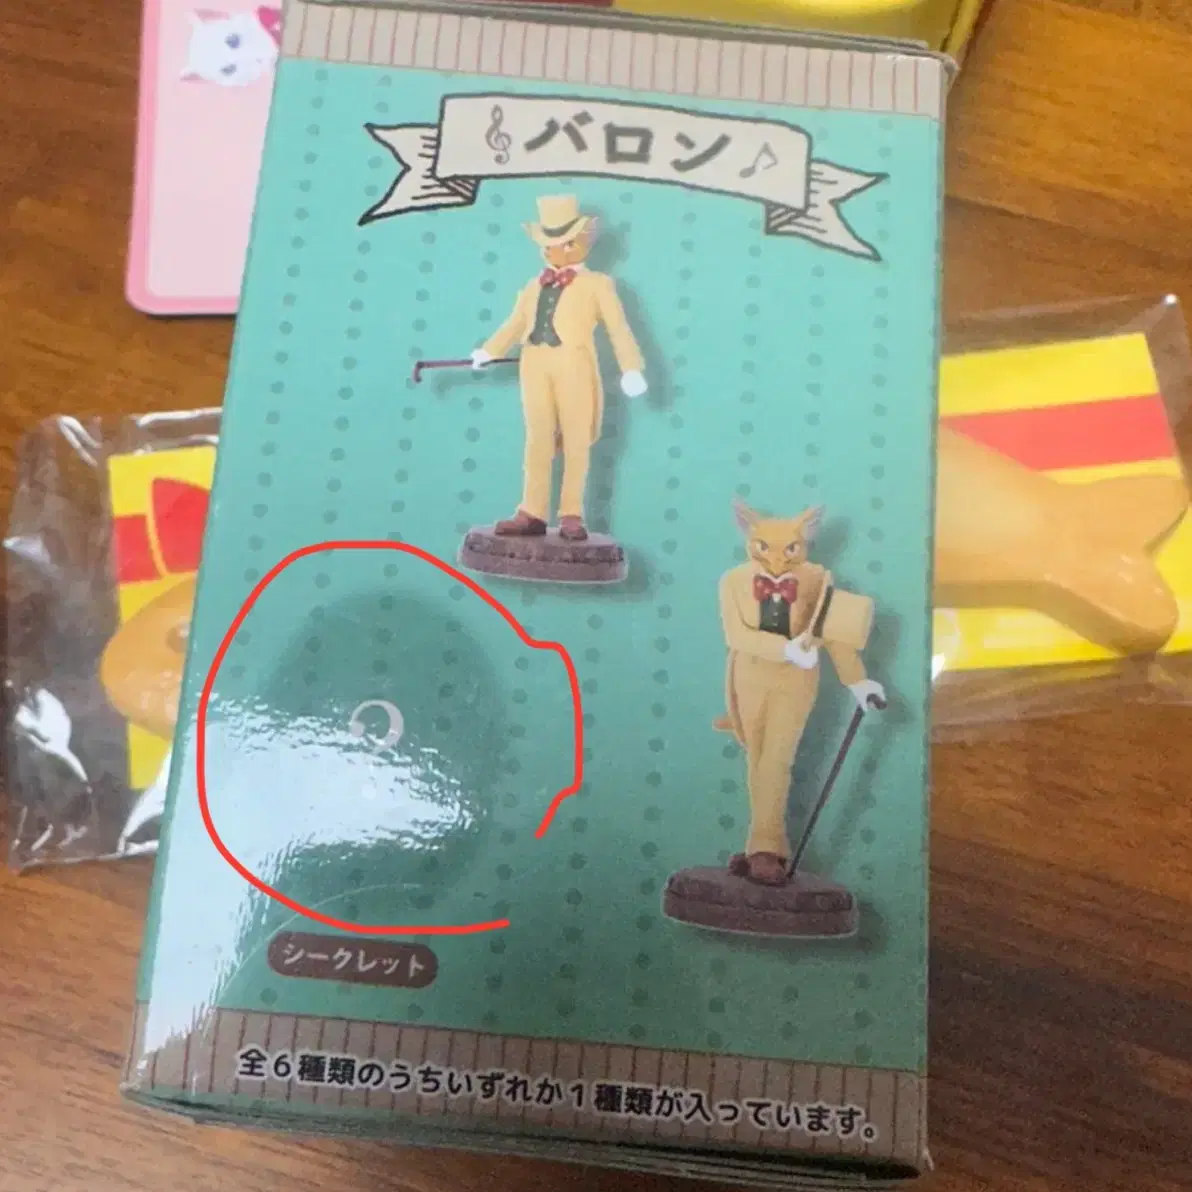 バロン
?
シークレット
全6種類のうちいずれか1種類が入っています。